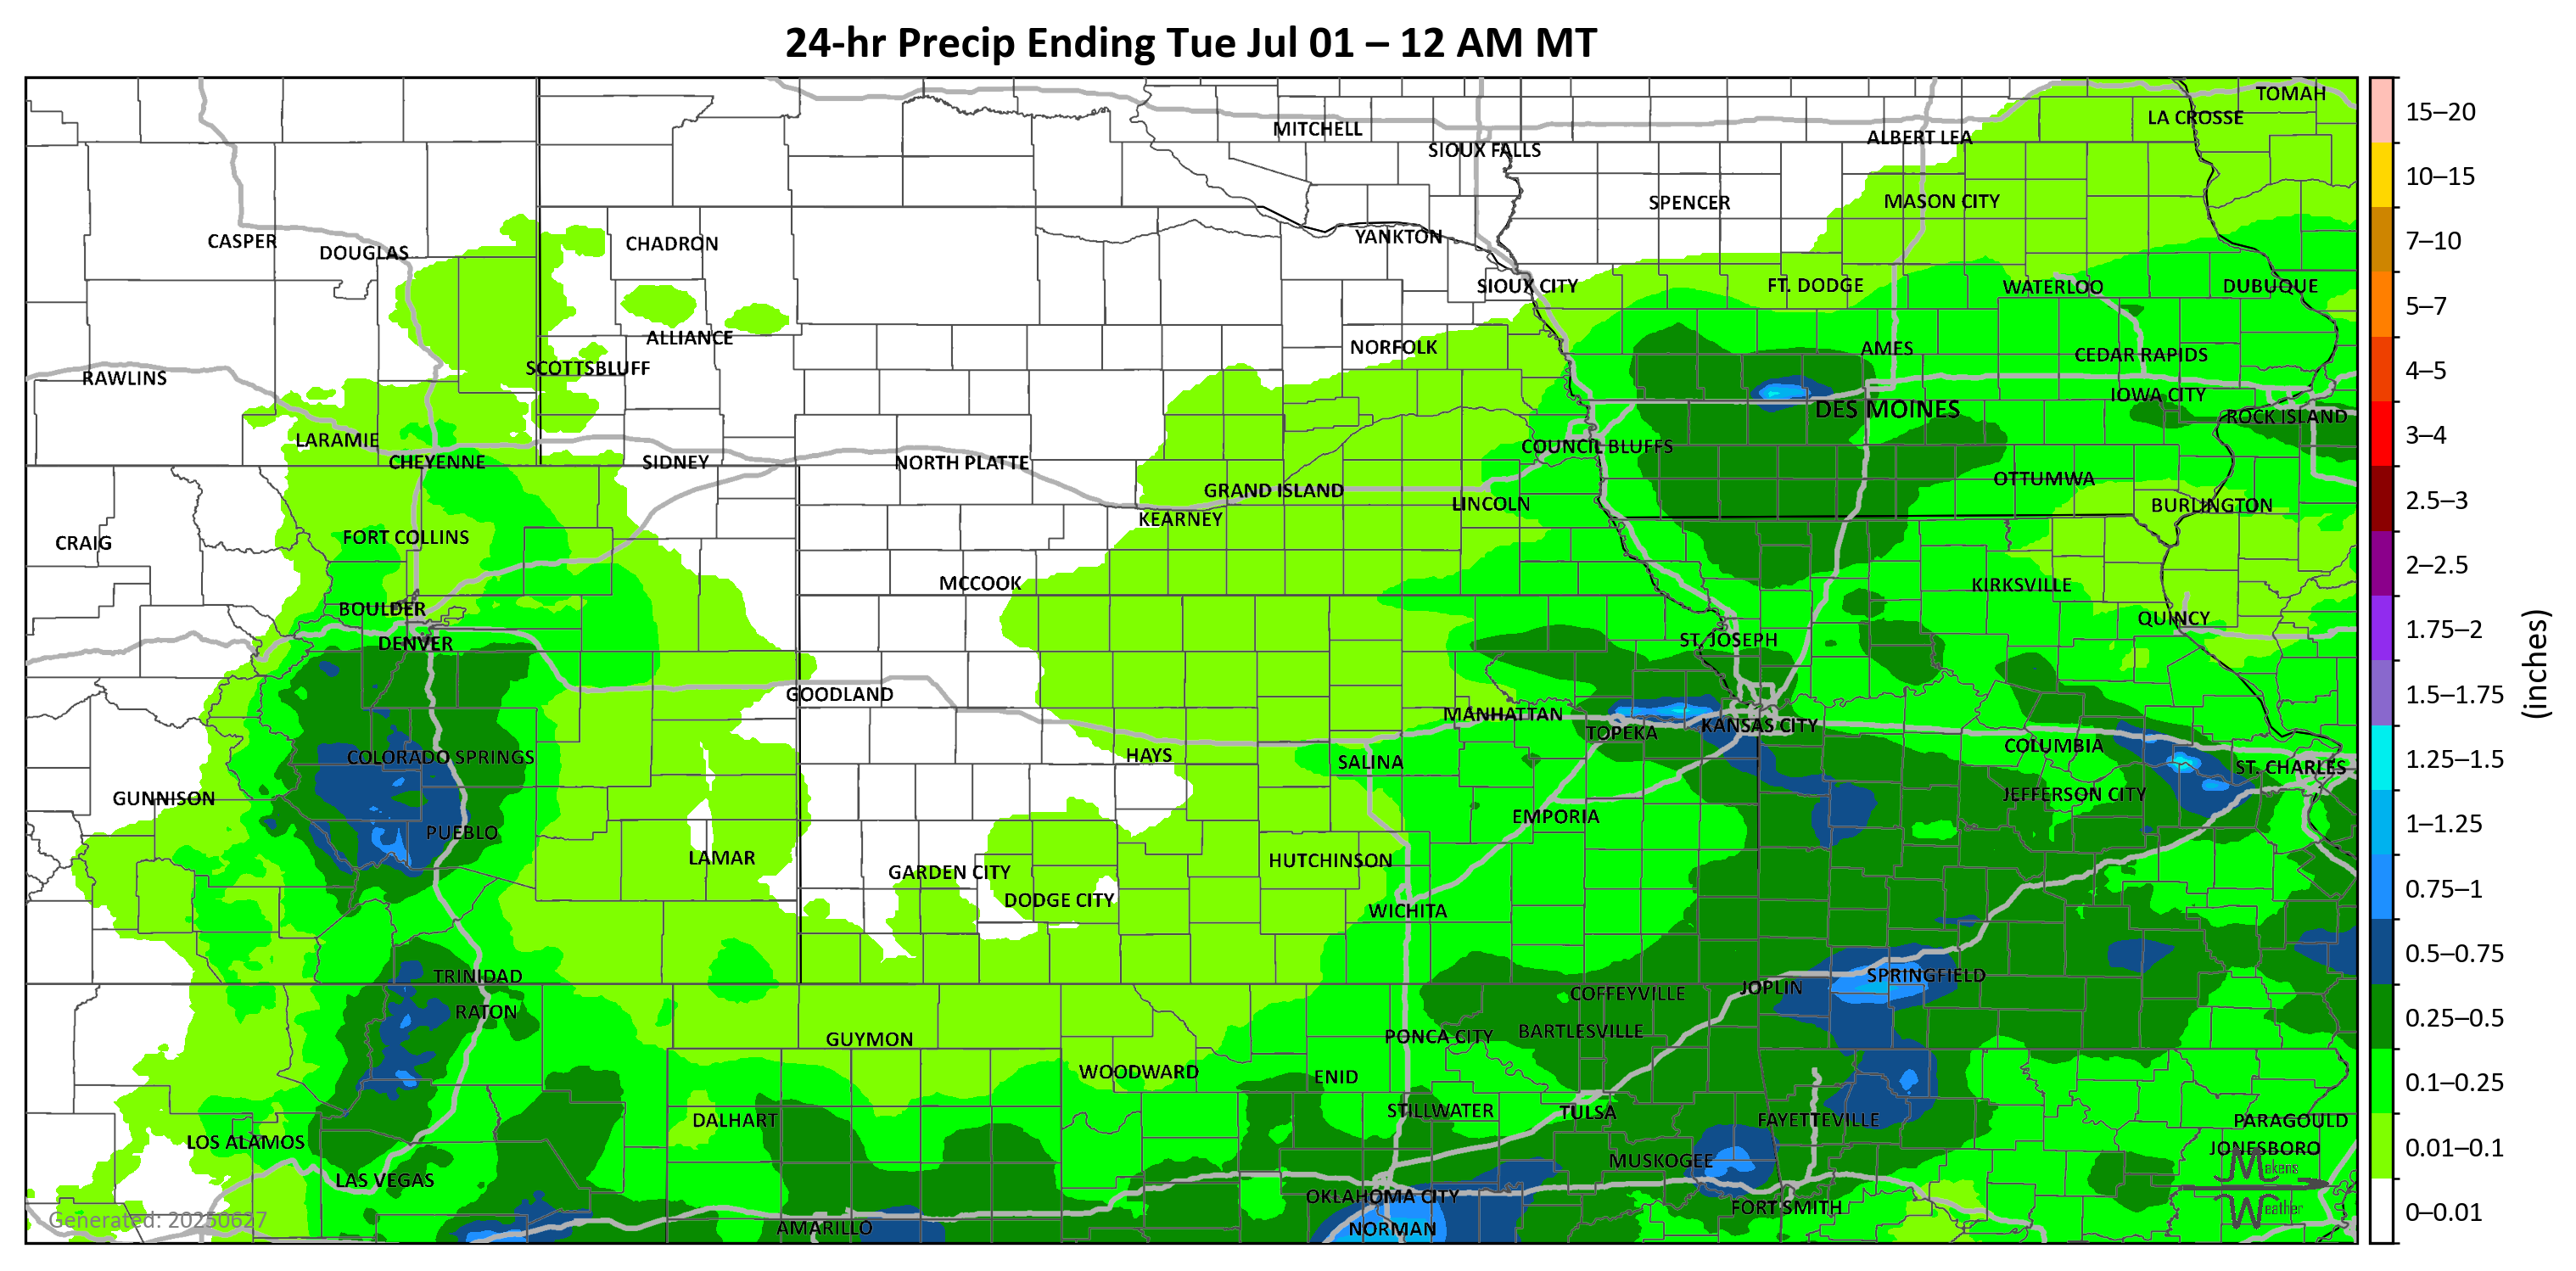 24-hr Precip Ending Tue Jul 01 – 12 AM MT
TOMAH
LA CROSSE
MITCHELL
ALBERT LEA
SIOUX FALLS
SPENCER
MASON CITY
CASPER
DOUGLAS
CHADRON
YANKTON
SIOUX CITY
FT. DODGE
WATERLOO
DUBUQUE
ALLIANCE
NORFOLK
AMES
CEDAR RAPIDS
RAWLINS
SCOTTSBLUFF
IOWA CITY
DES MOINES
ROCK ISLAND
LARAMIE
COUNCIL BLUFFS
CHEYENNE
SIDNEY
NORTH PLATTE
OTTUMWA
GRAND ISLAND
LINCOLN
BURLINGTON
KEARNEY
CRAIG
FORT COLLINS
MCCOOK
KIRKSVILLE
BOULDER
QUINCY
DENVER
ST. JOSEPH
GOODLAND
MANHATTAN
TOPEKA
KANSAS CITY
COLORADO SPRINGS
HAYS
SALINA
COLUMBIA
ST. CHARLES
GUNNISON
JEFFERSON CITY
EMPORIA
PUEBLO
LAMAR
HUTCHINSON
GARDEN CITY
DODGE CITY
WICHITA
TRINIDAD
SPRINGFIELD
JOPLIN
COFFEYVILLE
RATON
BARTLESVILLE
PONCA CITY
GUYMON
WOODWARD
ENID
STILLWATER
TULSA
DALHART
FAYETTEVILLE
PARAGOULD
LOS ALAMOS
JONESBORO
MUSKOGEE
LAS VEGAS
OKLAHOMA CITY
FORT SMITH
AMARILLO
NORMAN
Generated: 20250627
Makens
Weather
15–20
10–15
7–10
5–7
4–5
3–4
2.5–3
2–2.5
1.75–2
1.5–1.75
1.25–1.5
1–1.25
0.75–1
0.5–0.75
0.25–0.5
0.1–0.25
0.01–0.1
0–0.01
(inches)